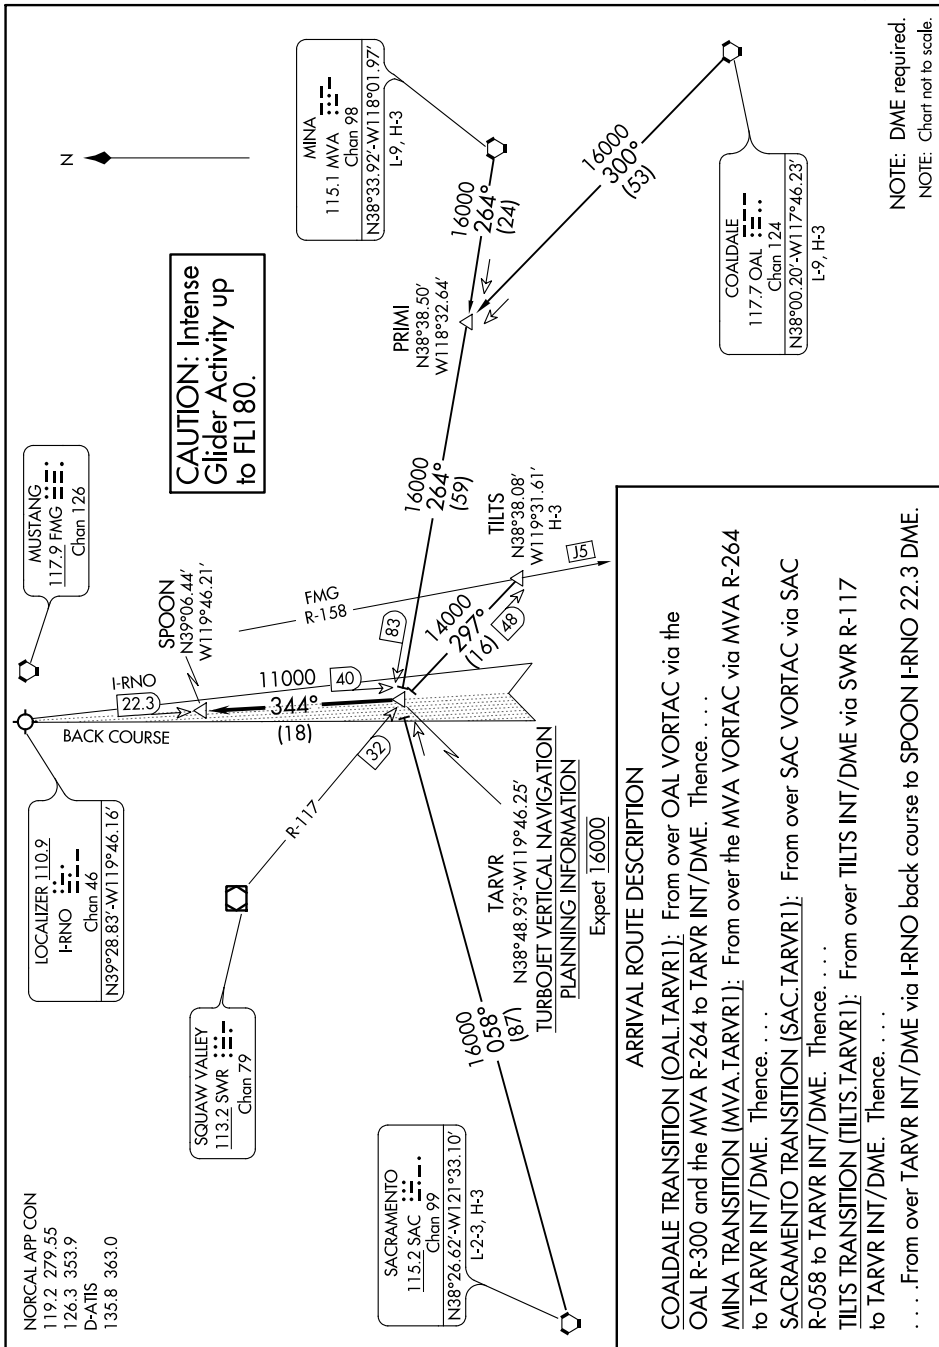 NORCAL APP CON
119.2 279.55
126.3 353.9
D-ATIS
135.8 363.0
LOCALIZER 110.9
I-RNO
Chan 46
N39°28.83'-W119°46.16'
MUSTANG
117.9 FMG
Chan 126
CAUTION: Intense
Glider Activity up
to FL180.
N
MINA
115.1 MVA
Chan 98
N38°33.92'-W118°01.97'
L-9, H-3
SQUAW VALLEY
113.2 SWR
Chan 79
I-RNO
22.3
BACK COURSE
SPOON
N39°06.44'
W119°46.21'
11000
40
344°
(18)
R-117
32
FMG
R-158
83
14000
297°
(16)
48
J5
TILTS
N38°38.08'
W119°31.61'
H-3
16000
264°
(59)
PRIMI
N38°38.50'
W118°32.64'
16000
264°
(24)
16000
300°
(53)
COALDALE
117.7 OAL
Chan 124
N38°00.20'-W117°46.23'
L-9, H-3
SACRAMENTO
115.2 SAC
Chan 99
N38°26.62'-W121°33.10'
L-2-3, H-3
16000
058°
(87)
TARVR
N38°48.93'-W119°46.25'
TURBOJET VERTICAL NAVIGATION
PLANNING INFORMATION
Expect 16000
NOTE: DME required.
NOTE: Chart not to scale.
ARRIVAL ROUTE DESCRIPTION
COALDALE TRANSITION (OAL.TARVR1): From over OAL VORTAC via the
OAL R-300 and the MVA R-264 to TARVR INT/DME. Thence. . . .
MINA TRANSITION (MVA.TARVR1): From over the MVA VORTAC via MVA R-264
to TARVR INT/DME. Thence. . . .
SACRAMENTO TRANSITION (SAC.TARVR1): From over SAC VORTAC via SAC
R-058 to TARVR INT/DME. Thence. . . .
TILTS TRANSITION (TILTS.TARVR1): From over TILTS INT/DME via SWR R-117
to TARVR INT/DME. Thence. . . .
. . . .From over TARVR INT/DME via I-RNO back course to SPOON I-RNO 22.3 DME.